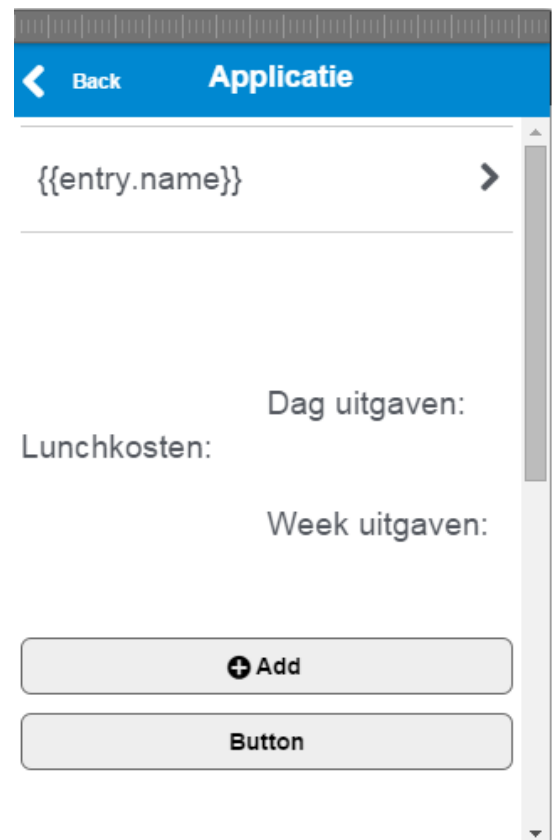 Back Applicatie
{{entry.name}}
Dag uitgaven:
Lunchkosten:
Week uitgaven:
Add
Button